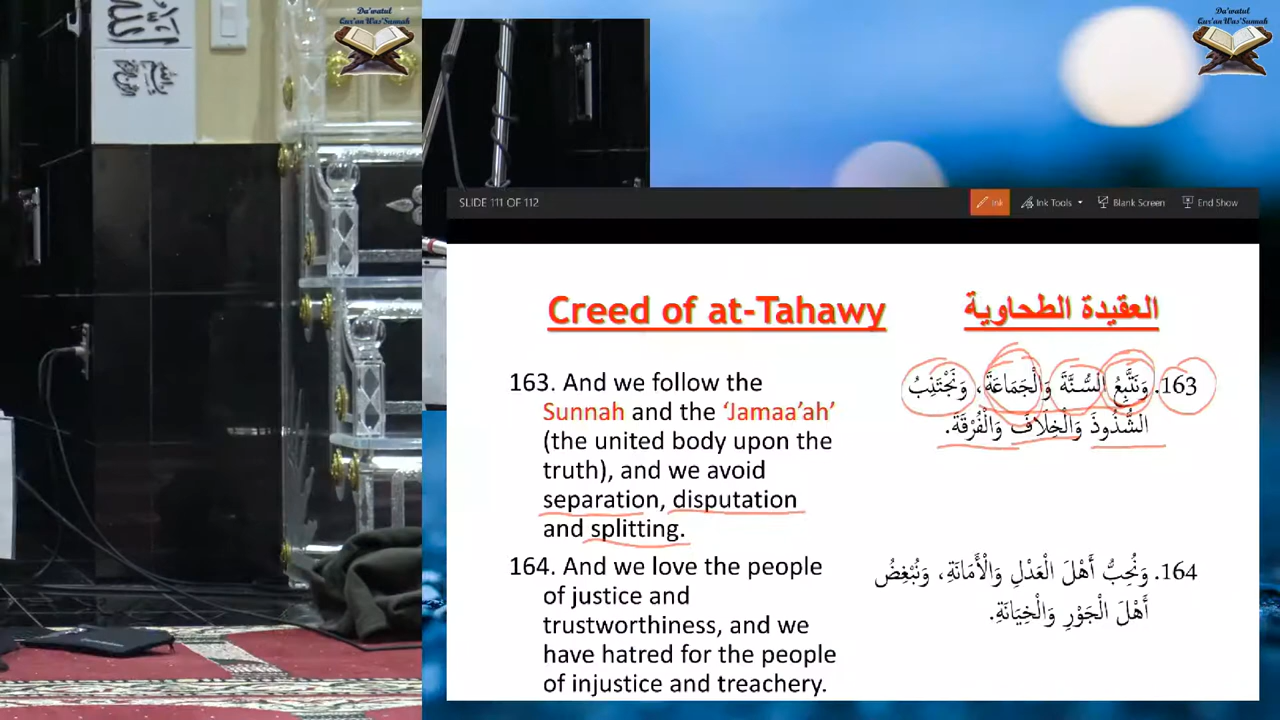 الله
Da'watul
Qur'an Was'Sunnah
Da'watul
Qur'an Was'Sunnah
SLIDE 111 OF 112
Ink
Ink Tools
Blank Screen
End Show
Creed of at-Tahawy
العقيدة الطحاوية
163. And we follow the
Sunnah and the ‘Jamaa’ah’
(the united body upon the
truth), and we avoid
separation, disputation
and splitting.
163. وَنَتَّبِعُ السُّنَّةَ وَالْجَمَاعَةَ، وَنَجْتَنِبُ
الشُّذُوذَ وَالْخِلَافَ وَالْفُرْقَةَ.
164. And we love the people
of justice and
trustworthiness, and we
have hatred for the people
of injustice and treachery.
164. وَنُحِبُّ أَهْلَ الْعَدْلِ وَالْأَمَانَةِ، وَنُبْغِضُ
أَهْلَ الْجَوْرِ وَالْخِيَانَةِ.